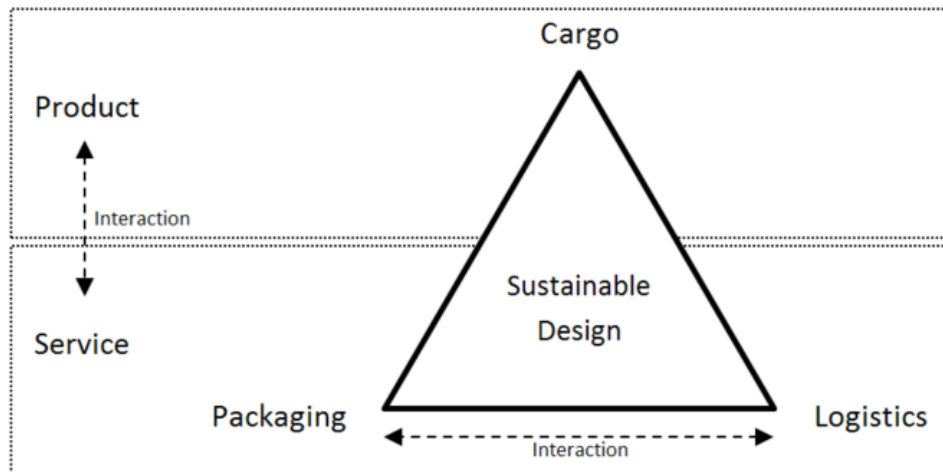 Cargo
Product
Interaction
Sustainable
Design
Service
Packaging
Logistics
Interaction